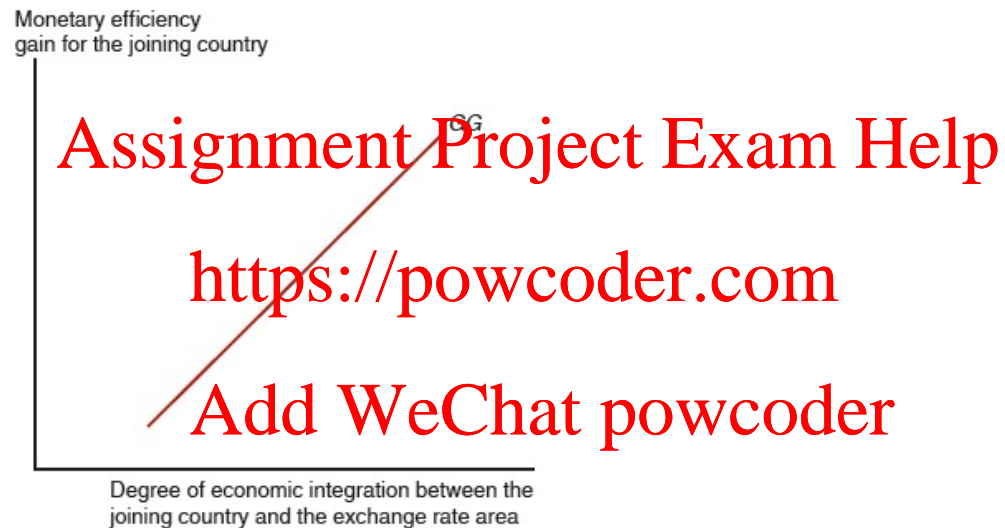 Monetary efficiency
gain for the joining country
GG
Assignment Project Exam Help
https://powcoder.com
Add WeChat powcoder
Degree of economic integration between the
joining country and the exchange rate area